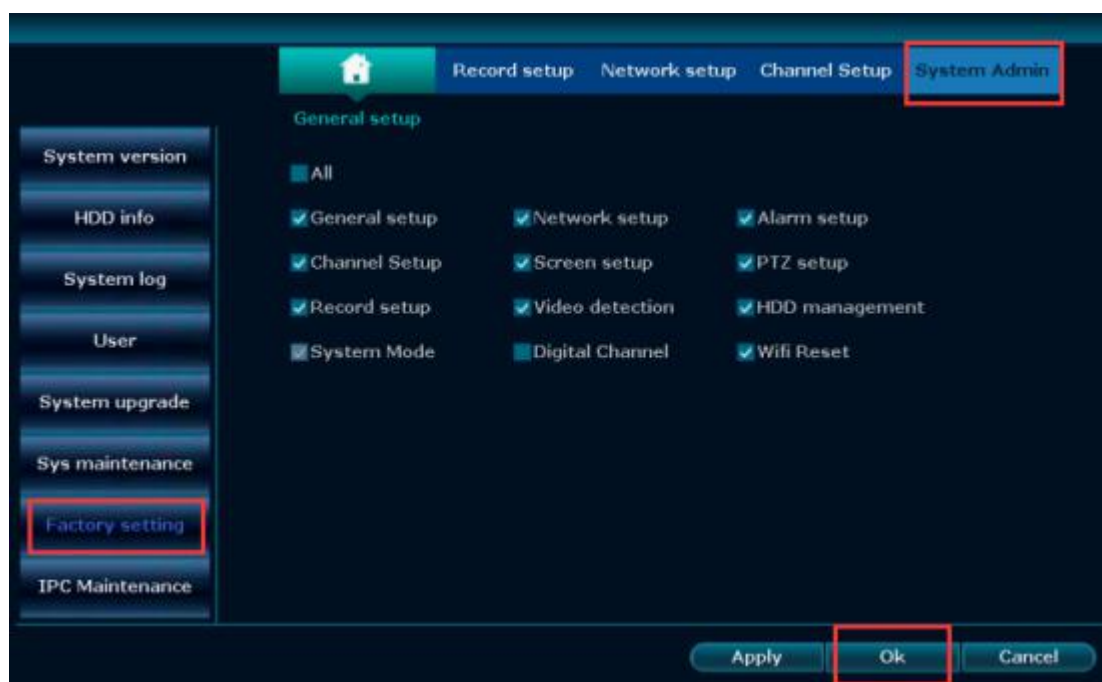 Record setup Network setup Channel Setup System Admin
General setup
System version
HDD info
System log
User
System upgrade
Sys maintenance
Factory setting
IPC Maintenance
All
General setup Network setup Alarm setup
Channel Setup Screen setup PTZ setup
Record setup Video detection HDD management
System Mode Digital Channel Wifi Reset
Apply Ok Cancel